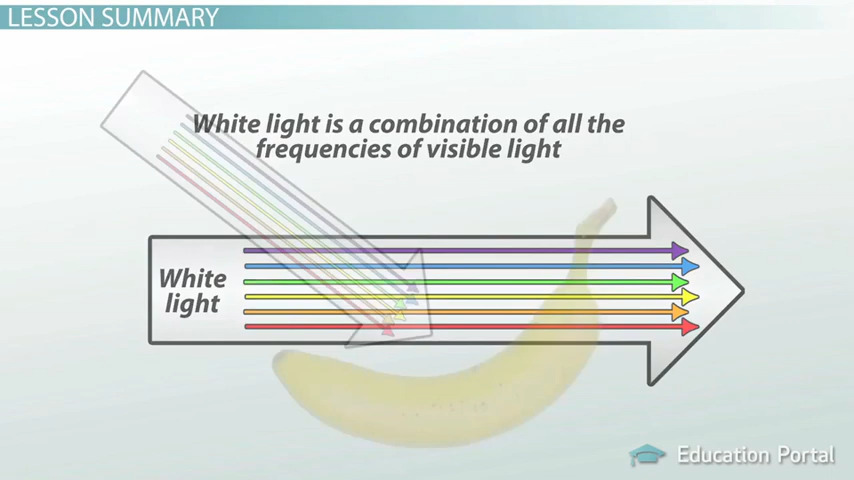 LESSON SUMMARY
White light is a combination of all the
frequencies of visible light
White
light
Education Portal